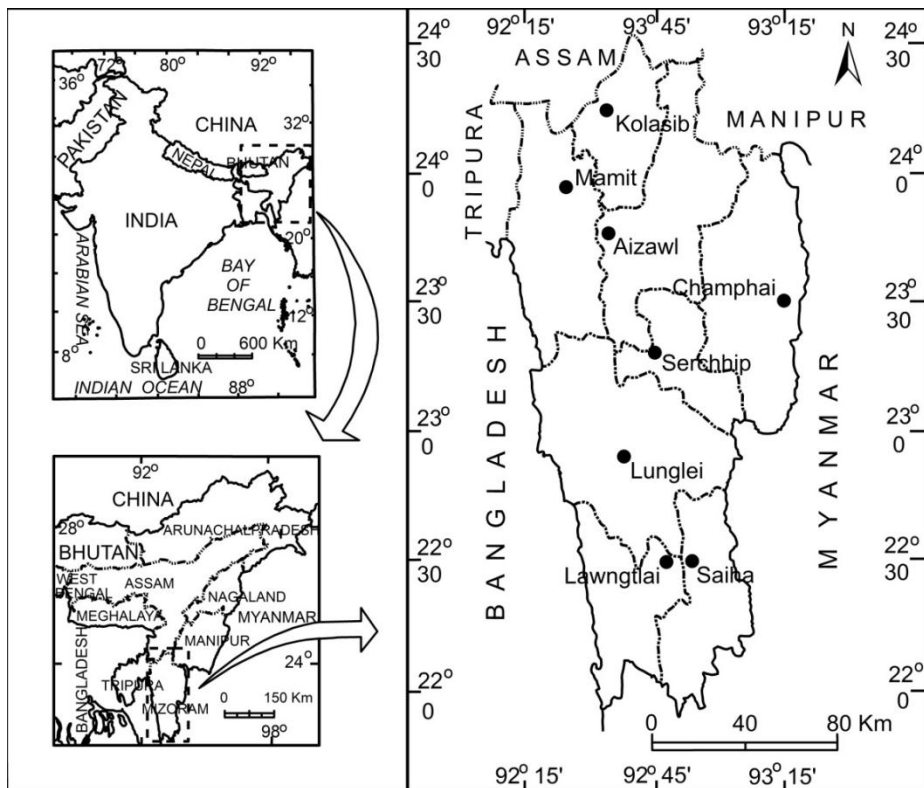 72°
80°
92°
36°
CHINA
32°
PAKISTAN
NEPAL
BHUTAN
INDIA
20°
ARABIAN SEA
BAY
OF
BENGAL
12°
0 600 Km
8°
SRI LANKA
INDIAN OCEAN
88°
92°
CHINA
28°
ARUNACHALPRADESH
BHUTAN
WEST
BENGAL
ASSAM
NAGALAND
MEGHALAYA
MYANMAR
MANIPUR
BANGLADESH
24°
TRIPURA
0 150 Km
MIZORAM
98°
92° 15'
93° 45'
93° 15'
24°
30
ASSAM
N
Kolasib
MANIPUR
TRIPURA
24°
0
Mamit
Aizawl
Champhai
23°
30
Serchhip
BANGLADESH
MYANMAR
23°
0
Lunglei
22°
30
Lawngtlai
Saiha
22°
0
0 40 80 Km
92° 15'
92° 45'
93° 15'
24°
30
24°
0
23°
30
23°
0
22°
30
22°
0